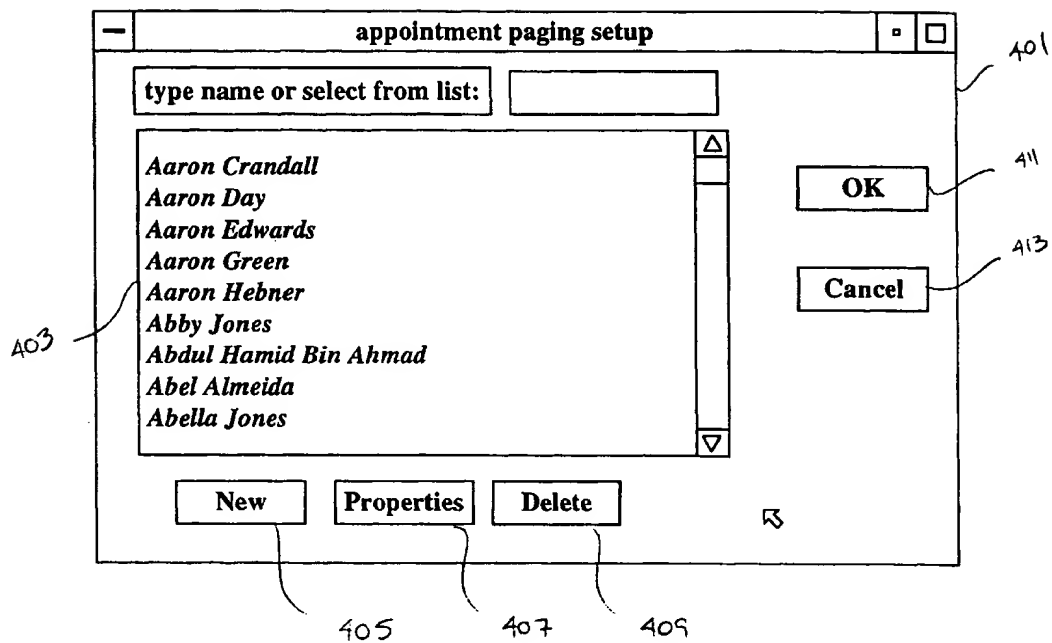 appointment paging setup
401
type name or select from list:
Aaron Crandall
Aaron Day
Aaron Edwards
Aaron Green
Aaron Hebner
Abby Jones
Abdul Hamid Bin Ahmad
Abel Almeida
Abella Jones
OK
411
Cancel
413
403
New
Properties
Delete
405
407
409